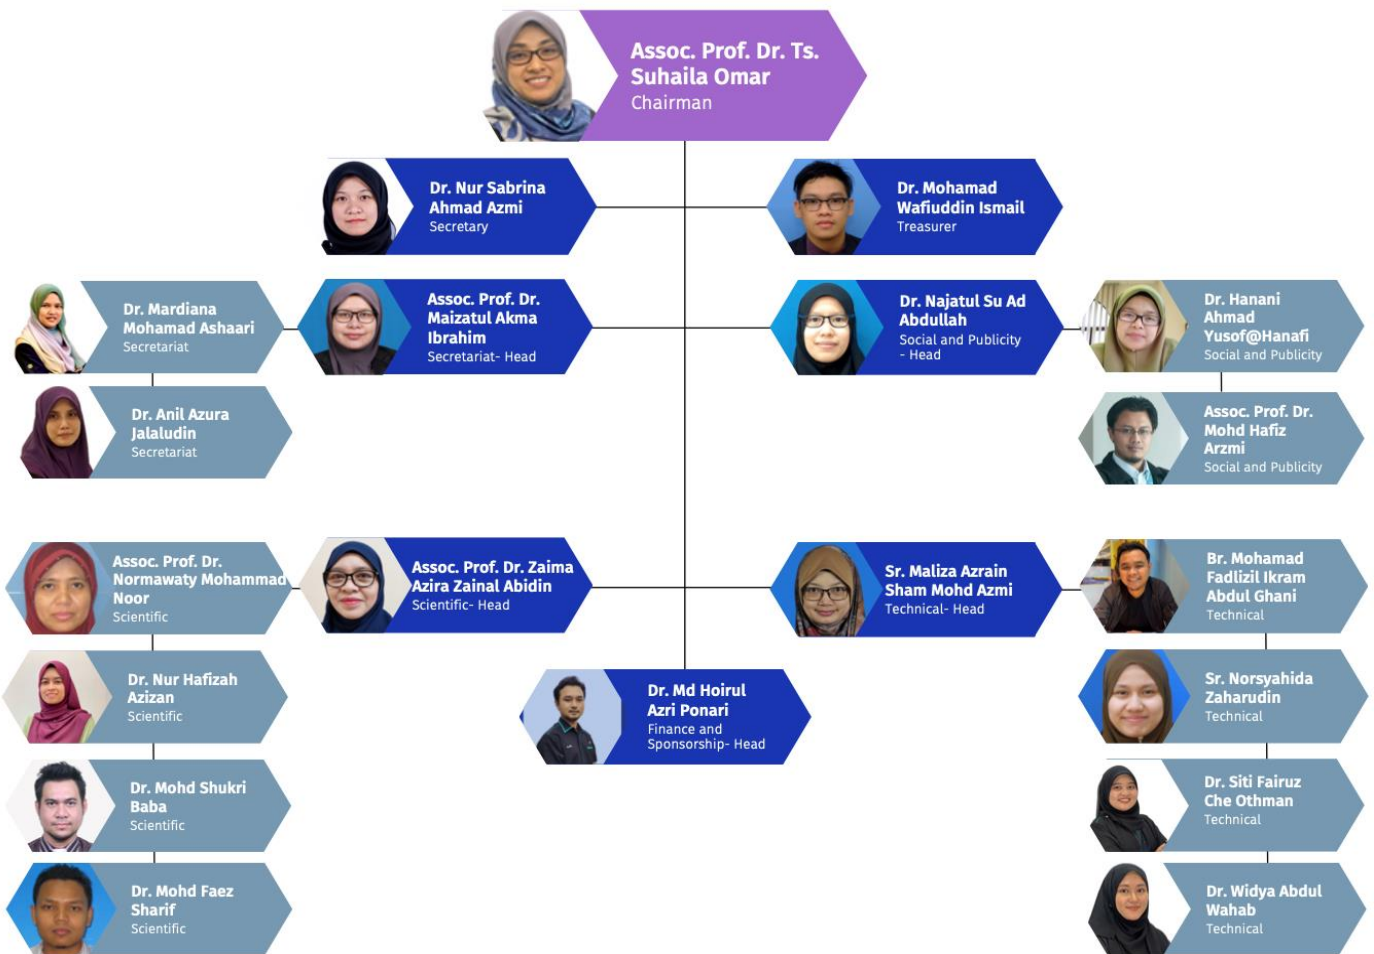 Assoc. Prof. Dr. Ts.
Suhaila Omar
Chairman
Dr. Nur Sabrina
Ahmad Azmi
Secretary
Dr. Mohamad
Wafiuddin Ismail
Treasurer
Dr. Mardiana
Mohamad Ashaari
Secretariat
Assoc. Prof. Dr.
Maizatul Akma
Ibrahim
Secretariat- Head
Dr. Najatul Su Ad
Abdullah
Social and Publicity
- Head
Dr. Hanani
Ahmad
Yusof@Hanafi
Social and Publicity
Dr. Anil Azura
Jalaludin
Secretariat
Assoc. Prof. Dr.
Mohd Hafiz
Arzmi
Social and Publicity
Assoc. Prof. Dr.
Normawaty Mohammad
Noor
Scientific
Assoc. Prof. Dr. Zaima
Azira Zainal Abidin
Scientific- Head
Sr. Maliza Azrain
Sham Mohd Azmi
Technical- Head
Br. Mohamad
Fadlizil Ikram
Abdul Ghani
Technical
Dr. Nur Hafizah
Azizan
Scientific
Dr. Md Hoirul
Azri Ponari
Finance and
Sponsorship- Head
Sr. Norsyahida
Zaharudin
Technical
Dr. Mohd Shukri
Baba
Scientific
Dr. Siti Fairuz
Che Othman
Technical
Dr. Mohd Faez
Sharif
Scientific
Dr. Widya Abdul
Wahab
Technical